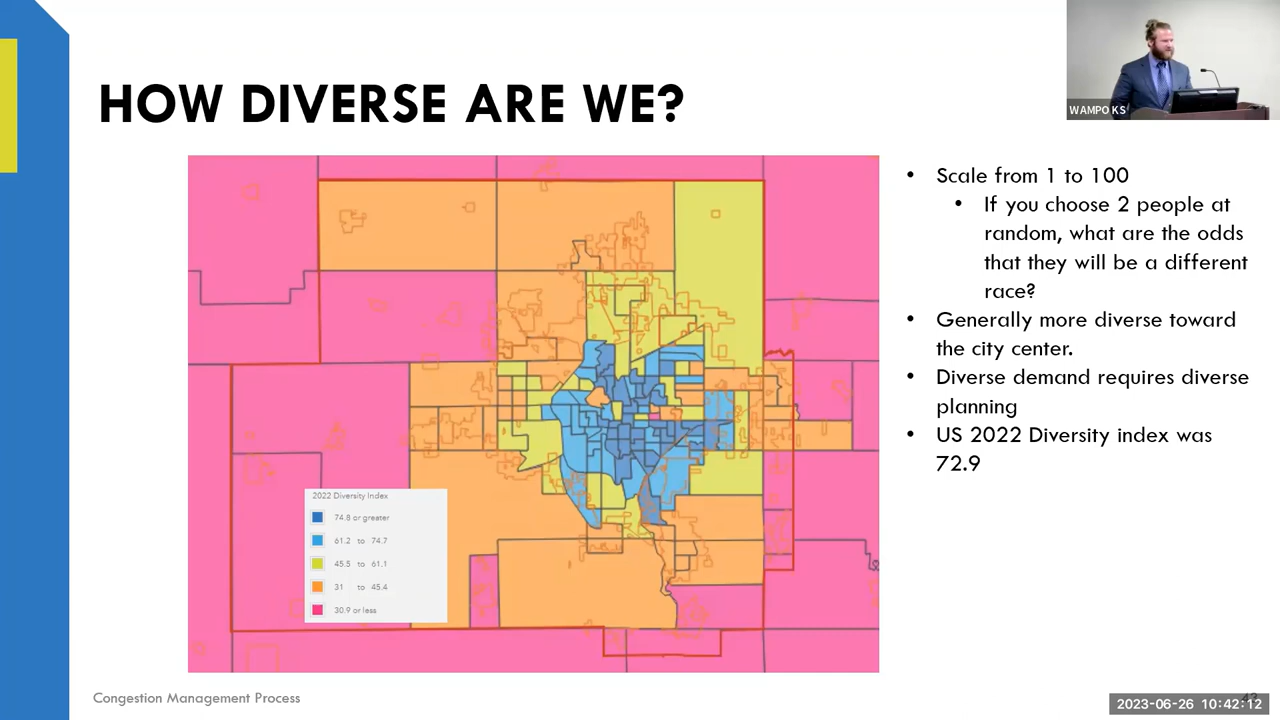 HOW DIVERSE ARE WE?
WAMPO KS
2022 Diversity Index
74.8 or greater
61.2 to 74.7
45.5 to 61.1
31 to 45.4
30.9 or less
• Scale from 1 to 100
• If you choose 2 people at
random, what are the odds
that they will be a different
race?
• Generally more diverse toward
the city center.
• Diverse demand requires diverse
planning
• US 2022 Diversity index was
72.9
Congestion Management Process
2023-06-26 10:42:12